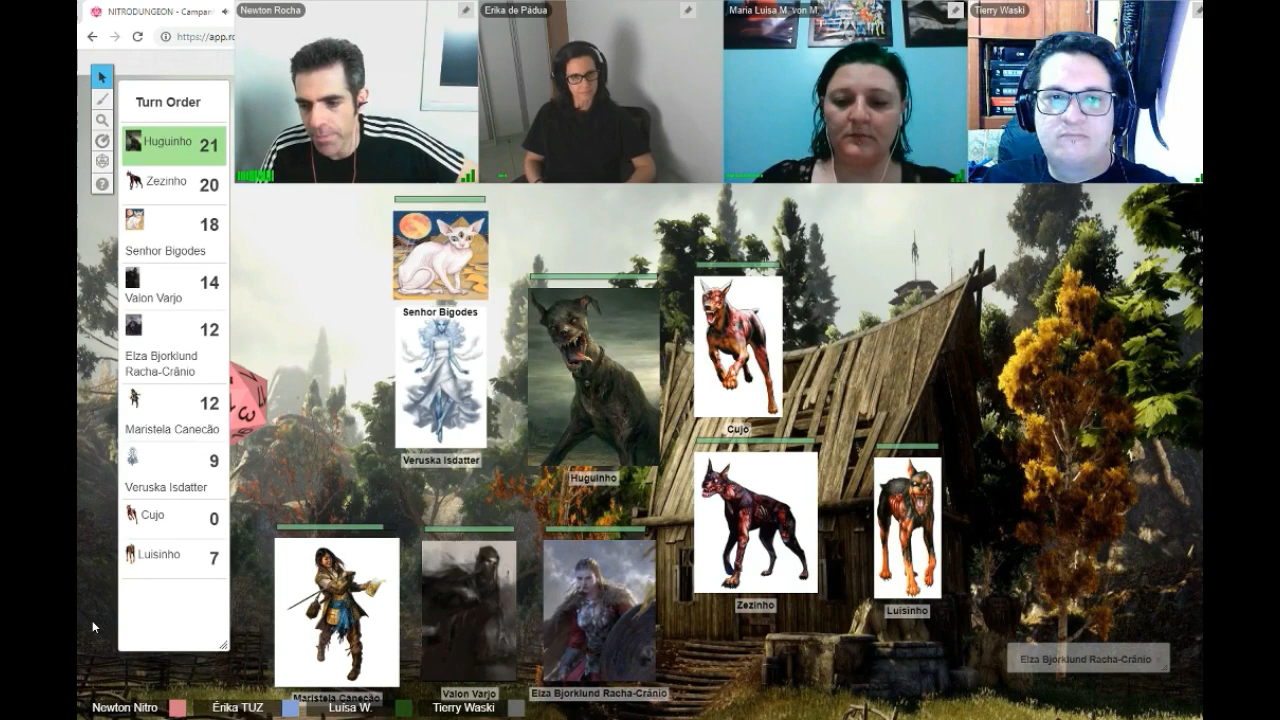 NITRODUNGEON - Campan
https://app.ro
Newton Rocha
Erika de Pádua
Maria Luisa M. von M.
Tierry Waski
Turn Order
Huguinho 21
Zezinho 20
18
Senhor Bigodes
14
Valon Varjo
12
Elza Bjorklund
Racha-Crânio
12
Maristela Canecão
9
Veruska Isdatter
Cujo 0
Luisinho 7
Senhor Bigodes
Veruska Isdatter
Huguinho
Cujo
Zezinho
Luisinho
Maristela Canecão
Valon Varjo
Elza Bjorklund Racha-Crânio
Elza Bjorklund Racha-Crânio
Newton Nitro
Érika TUZ
Luísa W.
Tierry Waski